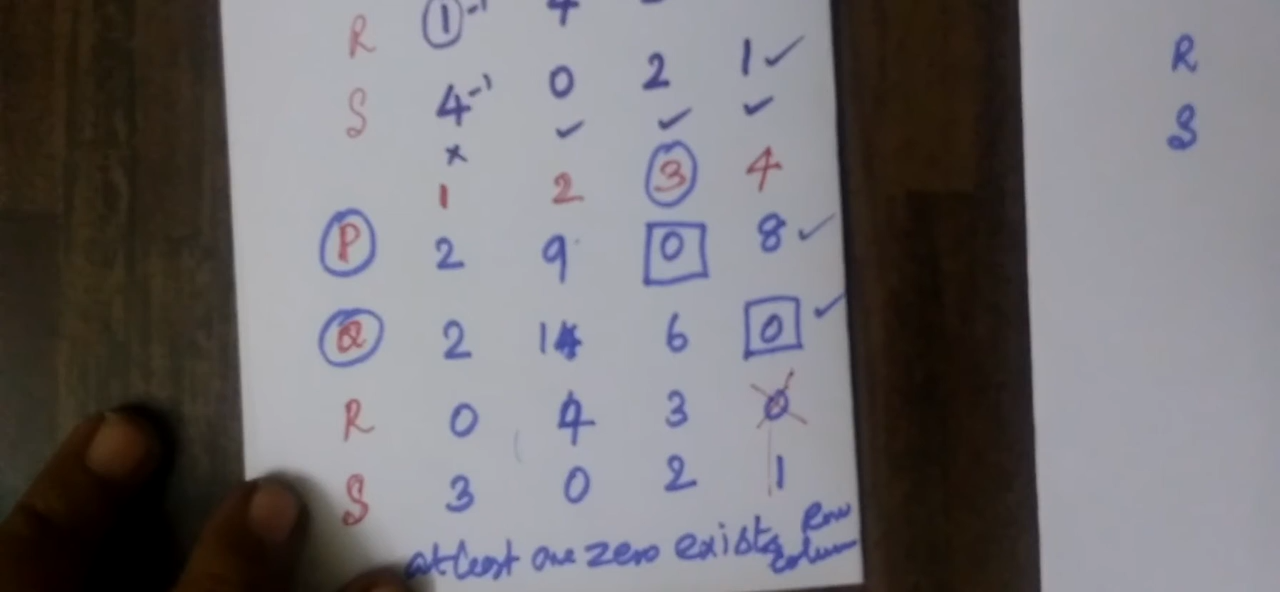 R 1 -1 4
S 4 -1 0 2 1 ✓
✓ ✓ ✓
×
1 2 3 4
P 2 9 0 8 ✓
Q 2 14 6 0 ✓
R 0 4 3 0
S 3 0 2 1
atleast one zero exists Row
& column
R
S